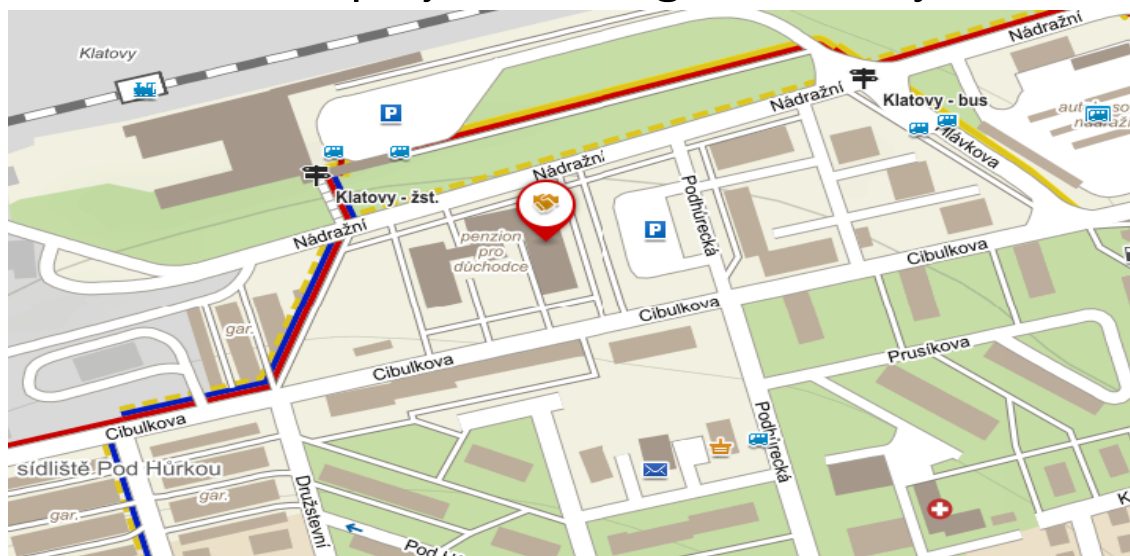 Klatovy
Nádražní
Klatovy - bus
Nádražní
Hlávkova
Nádražní
Podhůrecká
Klatovy - žst.
Nádražní
penzion
pro
důchodce
P
P
Cibulkova
Cibulkova
gar.
Cibulkova
Prusíkova
Cibulkova
Podhůrecká
sídliště Pod Hůrkou
gar.
gar.
Družstevní